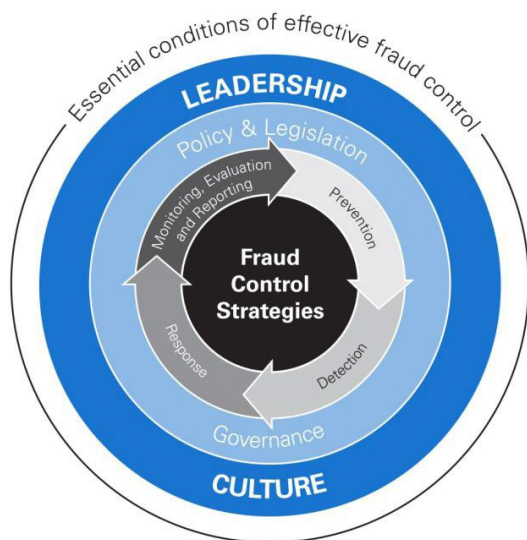 Essential conditions of effective fraud control
LEADERSHIP
Policy & Legislation
Monitoring, Evaluation
and Reporting
Prevention
Fraud
Control
Strategies
Response
Detection
Governance
CULTURE